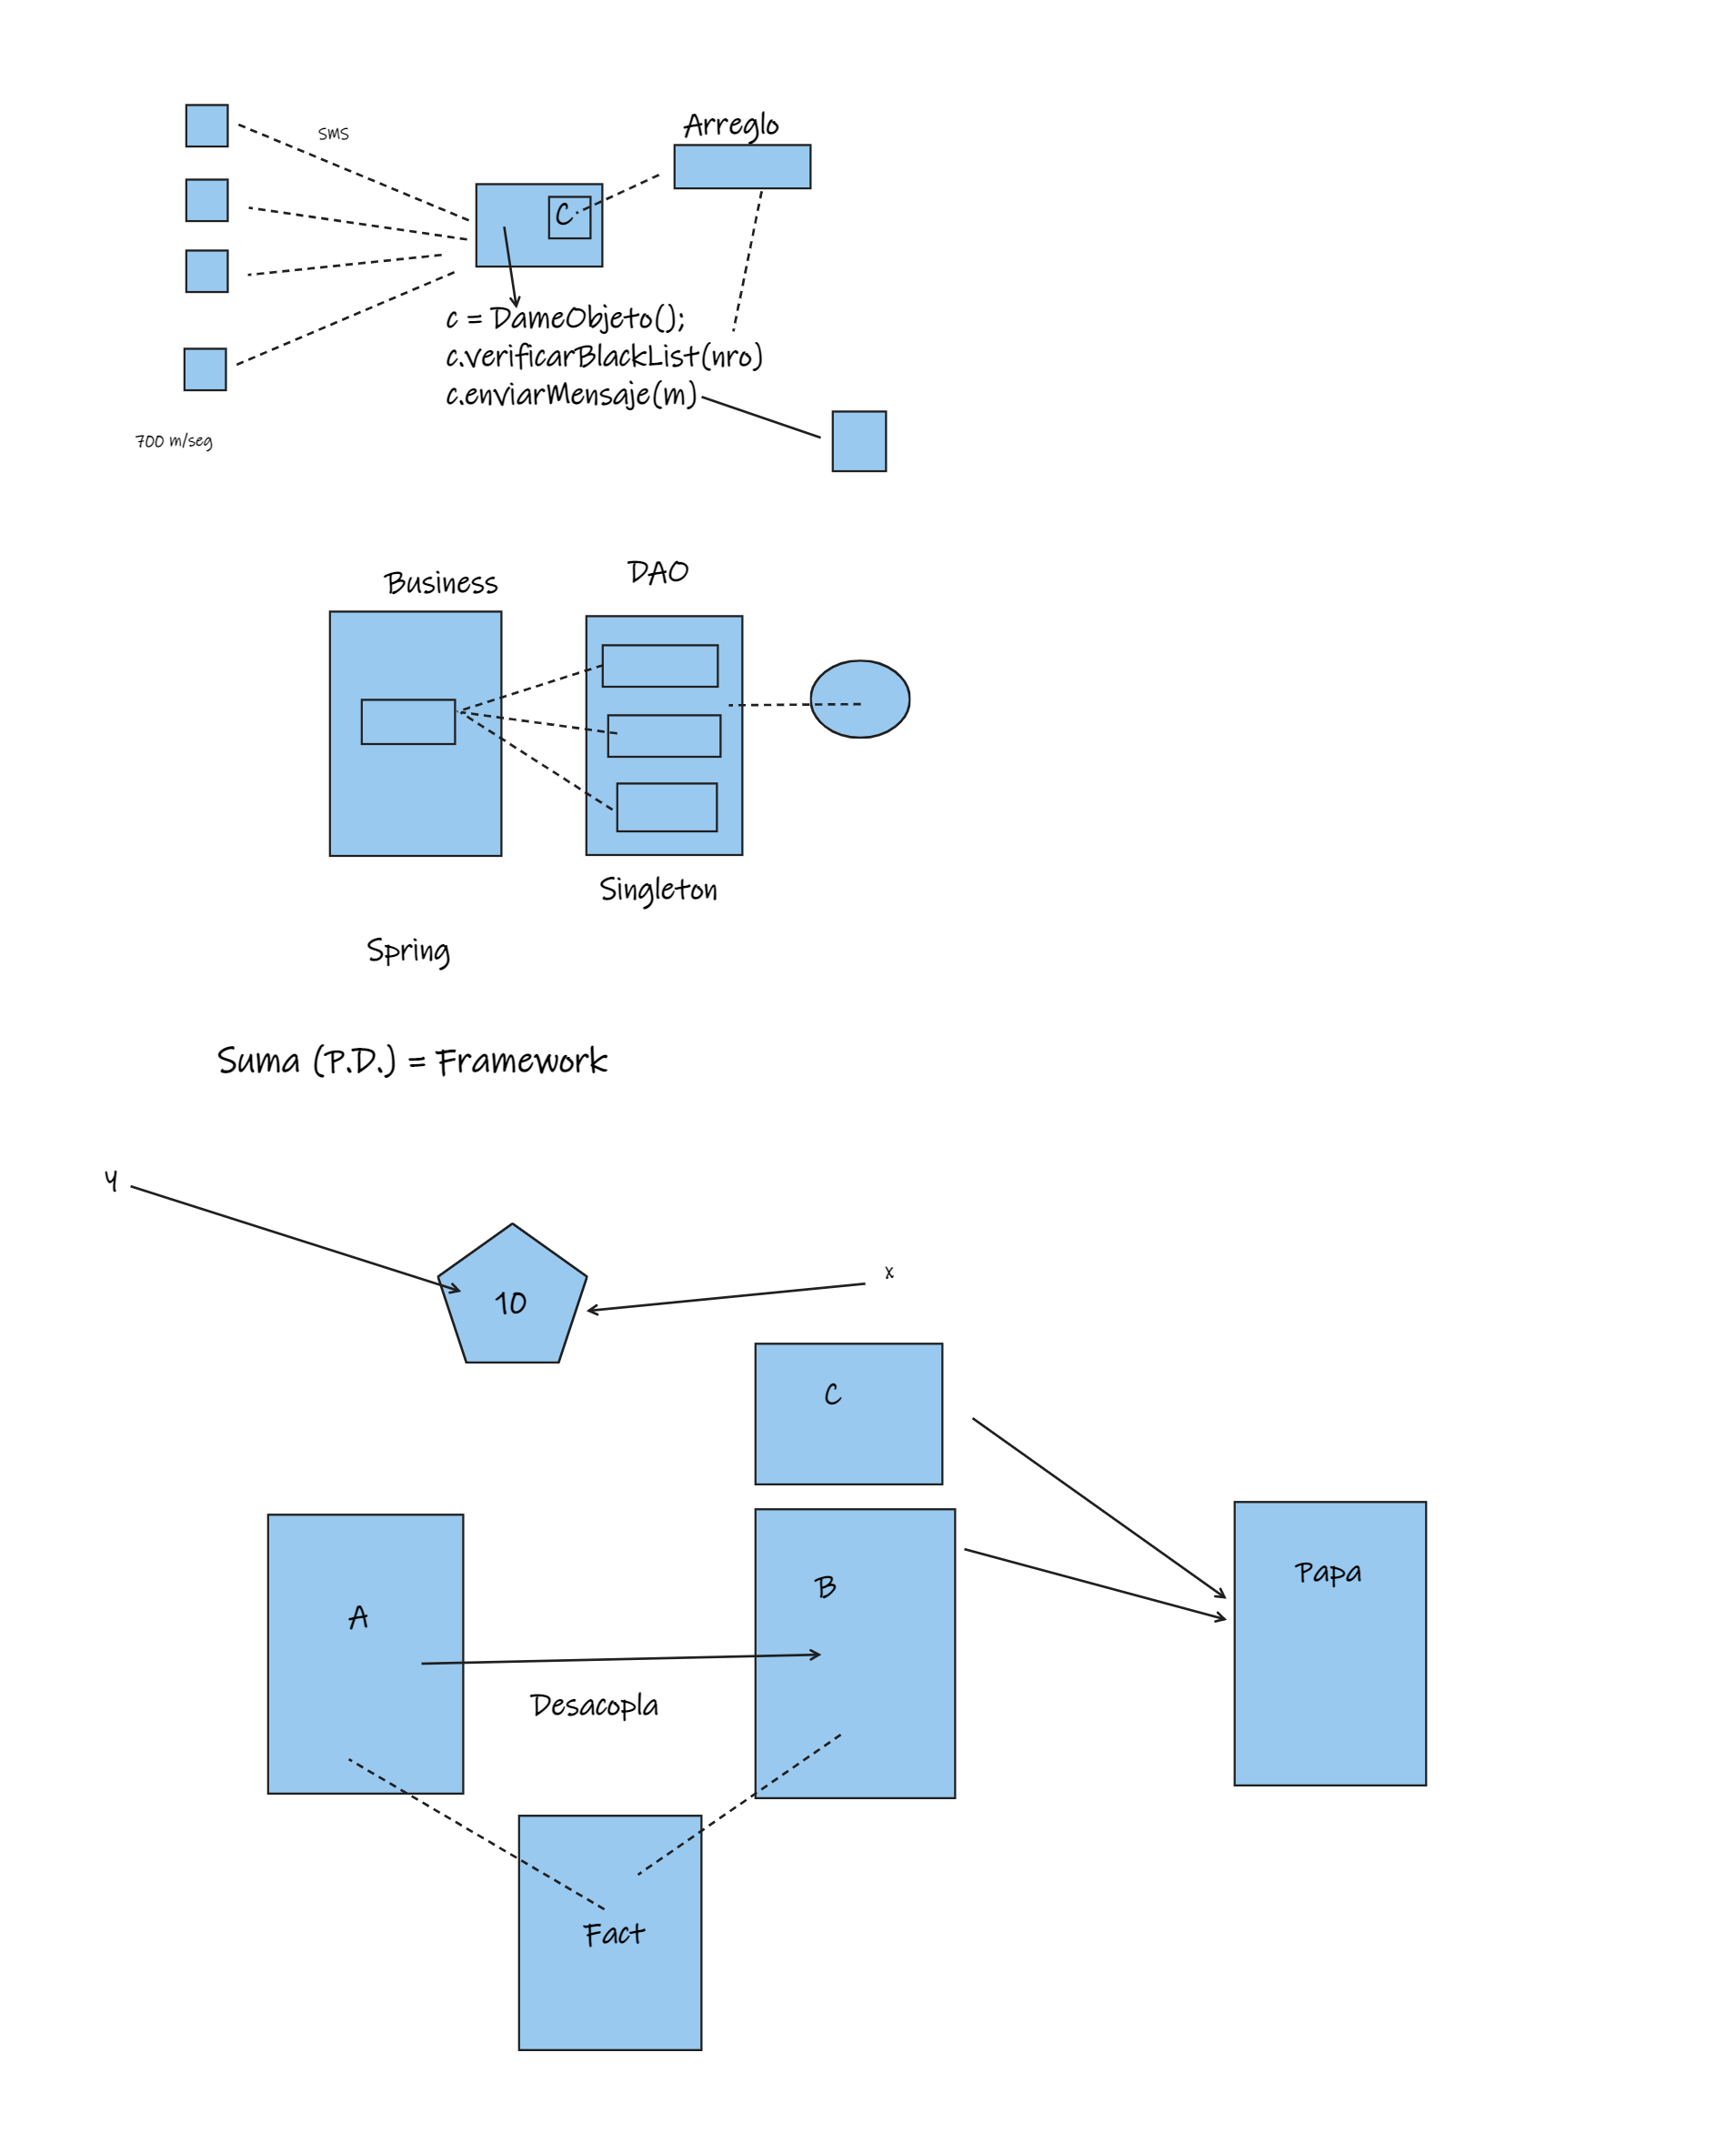 SMS
Arreglo
C
c = DameObjeto();
c.verificarBlackList(nro)
c.enviarMensaje(m)
700 m/seg
Business
DAO
Singleton
Spring
Suma (P.D.) = Framework
y
10
x
C
A
B
Papa
Desacopla
Fact